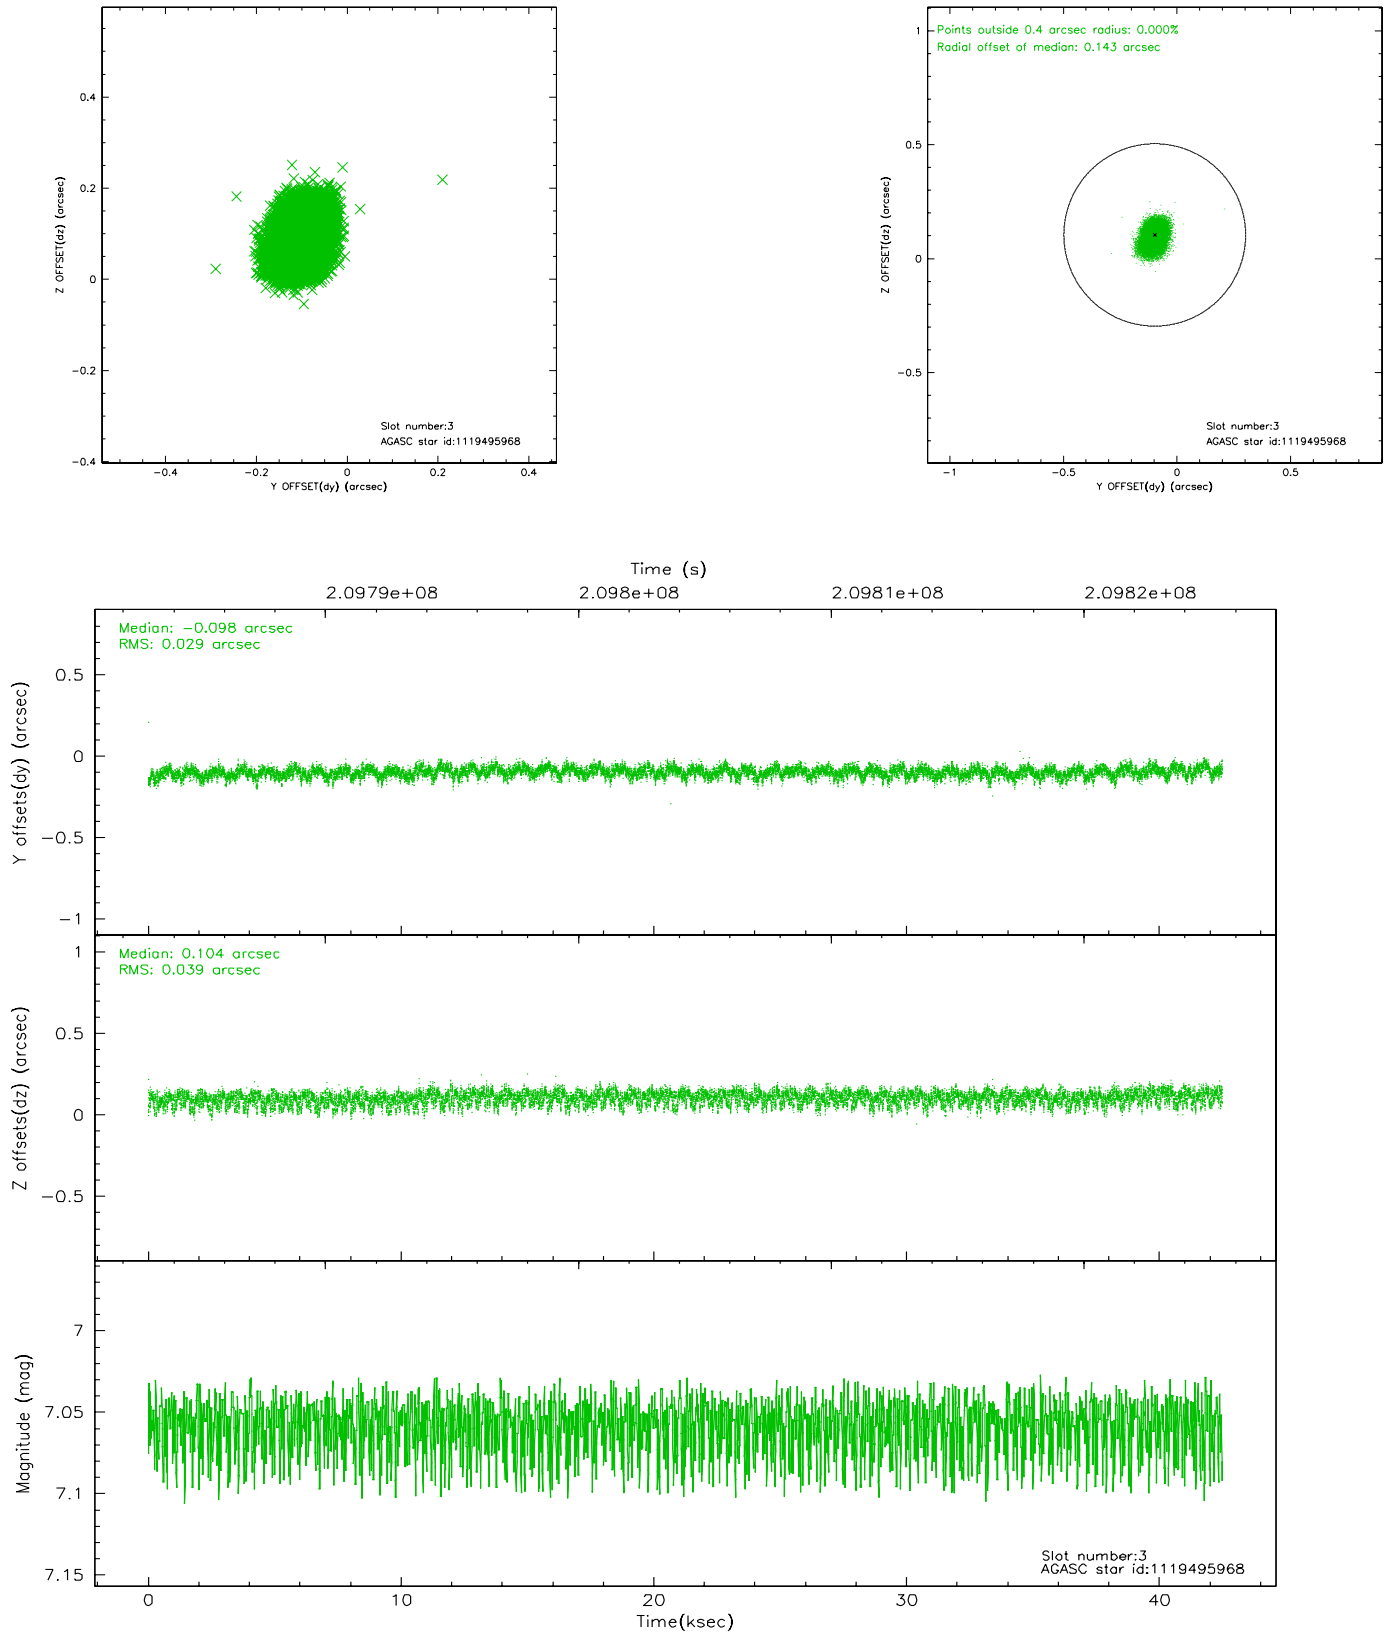 0.4
0.2
0
−0.2
−0.4
Z OFFSET(dz) (arcsec)
Slot number:3
AGASC star id:1119495968
−0.4 −0.2 0 0.2 0.4
Y OFFSET(dy) (arcsec)
Points outside 0.4 arcsec radius: 0.000%
Radial offset of median: 0.143 arcsec
1
0.5
0
−0.5
Z OFFSET(dz) (arcsec)
Slot number:3
AGASC star id:1119495968
−1 −0.5 0 0.5
Y OFFSET(dy) (arcsec)
Time (s)
2.0979e+08 2.098e+08 2.0981e+08 2.0982e+08
Median: −0.098 arcsec
RMS: 0.029 arcsec
0.5
0
−0.5
−1
Y offsets(dy) (arcsec)
Median: 0.104 arcsec
RMS: 0.039 arcsec
1
0.5
0
−0.5
Z offsets(dz) (arcsec)
7
7.05
7.1
7.15
Magnitude (mag)
Slot number:3
AGASC star id:1119495968
0 10 20 30 40
Time(ksec)